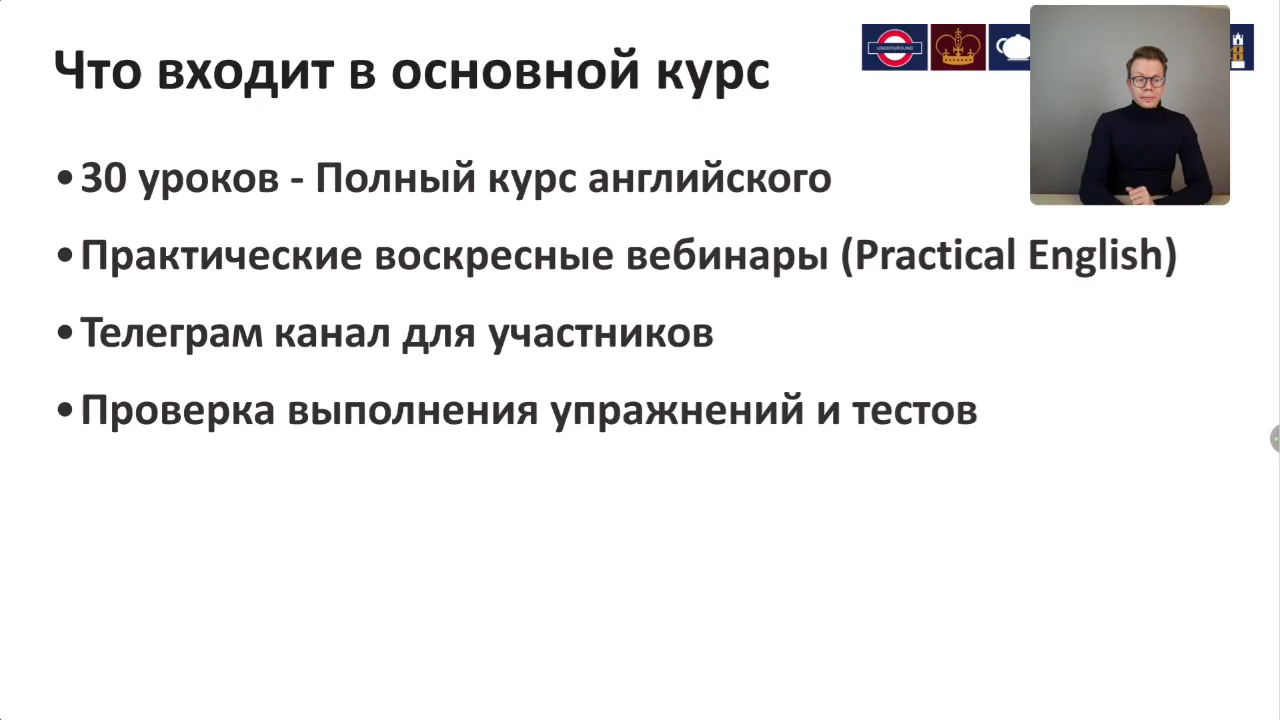 Что входит в основной курс
UNDERGROUND
•30 уроков - Полный курс английского
•Практические воскресные вебинары (Practical English)
•Телеграм канал для участников
•Проверка выполнения упражнений и тестов